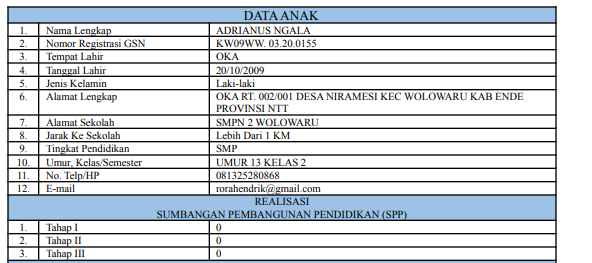 DATA ANAK
1. Nama Lengkap ADRIANUS NGALA
2. Nomor Registrasi GSN KW09WW. 03.20.0155
3. Tempat Lahir OKA
4. Tanggal Lahir 20/10/2009
5. Jenis Kelamin Laki-laki
6. Alamat Lengkap OKA RT. 002/001 DESA NIRAMESI KEC WOLOWARU KAB ENDE
PROVINSI NTT
7. Alamat Sekolah SMPN 2 WOLOWARU
8. Jarak Ke Sekolah Lebih Dari 1 KM
9. Tingkat Pendidikan SMP
10. Umur, Kelas/Semester UMUR 13 KELAS 2
11. No. Telp/HP 081325280868
12. E-mail rorahendrik@gmail.com
REALISASI
SUMBANGAN PEMBANGUNAN PENDIDIKAN (SPP)
1. Tahap I 0
2. Tahap II 0
3. Tahap III 0